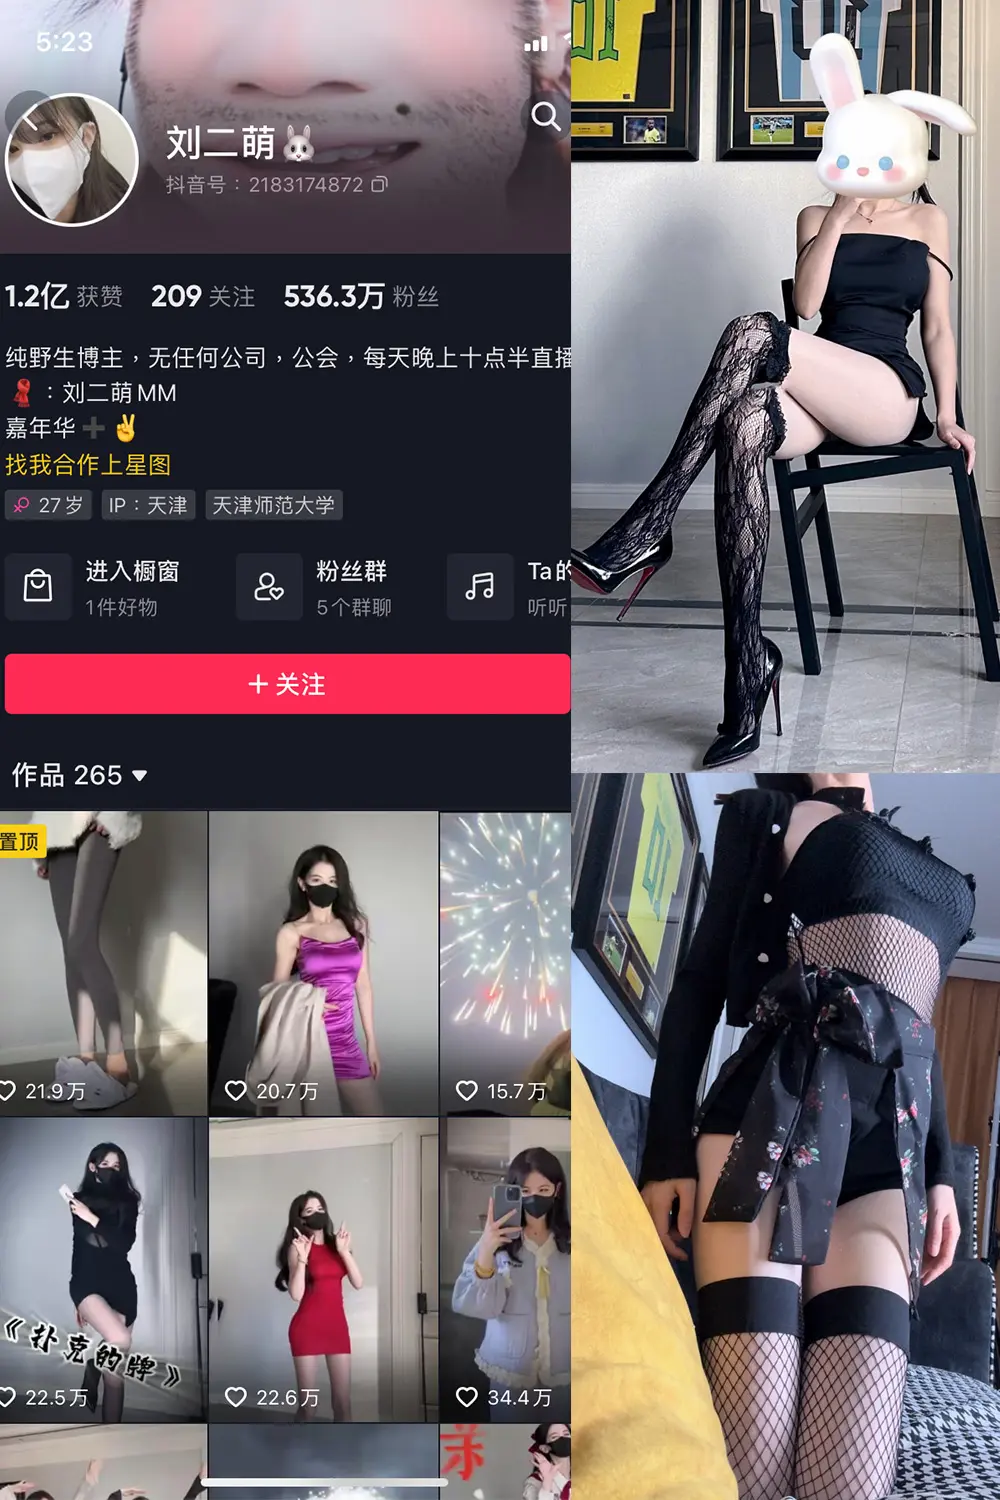 5:23
刘二萌🐰
抖音号：2183174872
1.2亿 获赞 209 关注 536.3万 粉丝
纯野生博主，无任何公司，公会，每天晚上十点半直播
：刘二萌MM
嘉年华➕✌
找我合作上星图
27岁 IP：天津 天津师范大学
进入橱窗
1件好物
粉丝群
5个群聊
Ta的
听听
+ 关注
作品 265
置顶
21.9万
20.7万
15.7万
《扑克的牌》
22.5万
22.6万
34.4万